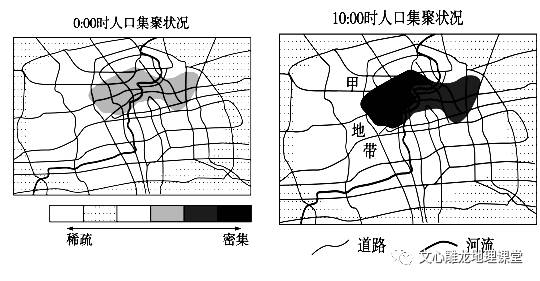 0:00时人口集聚状况
10:00时人口集聚状况
甲
地
带
稀疏
密集
道路
河流
文心雕龙地理课堂